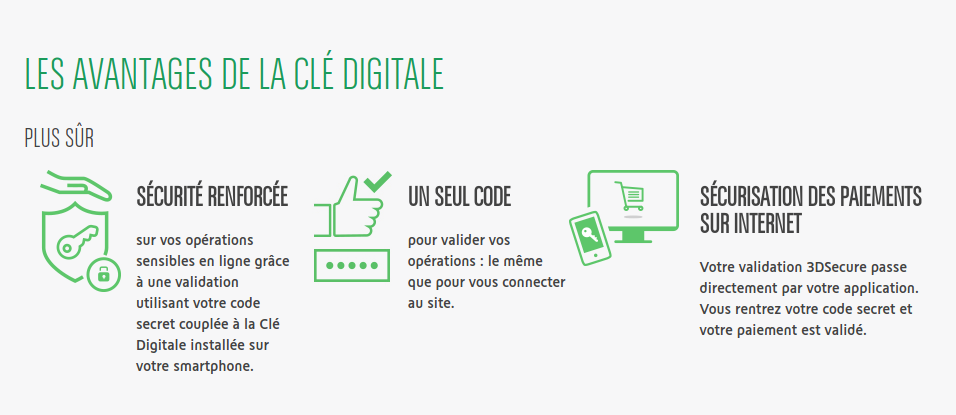 LES AVANTAGES DE LA CLÉ DIGITALE
PLUS SÛR
SÉCURITÉ RENFORCÉE
sur vos opérations
sensibles en ligne grâce
à une validation
utilisant votre code
secret couplée à la Clé
Digitale installée sur
votre smartphone.
UN SEUL CODE
pour valider vos
opérations : le même
que pour vous connecter
au site.
SÉCURISATION DES PAIEMENTS
SUR INTERNET
Votre validation 3DSecure passe
directement par votre application.
Vous rentrez votre code secret et
votre paiement est validé.